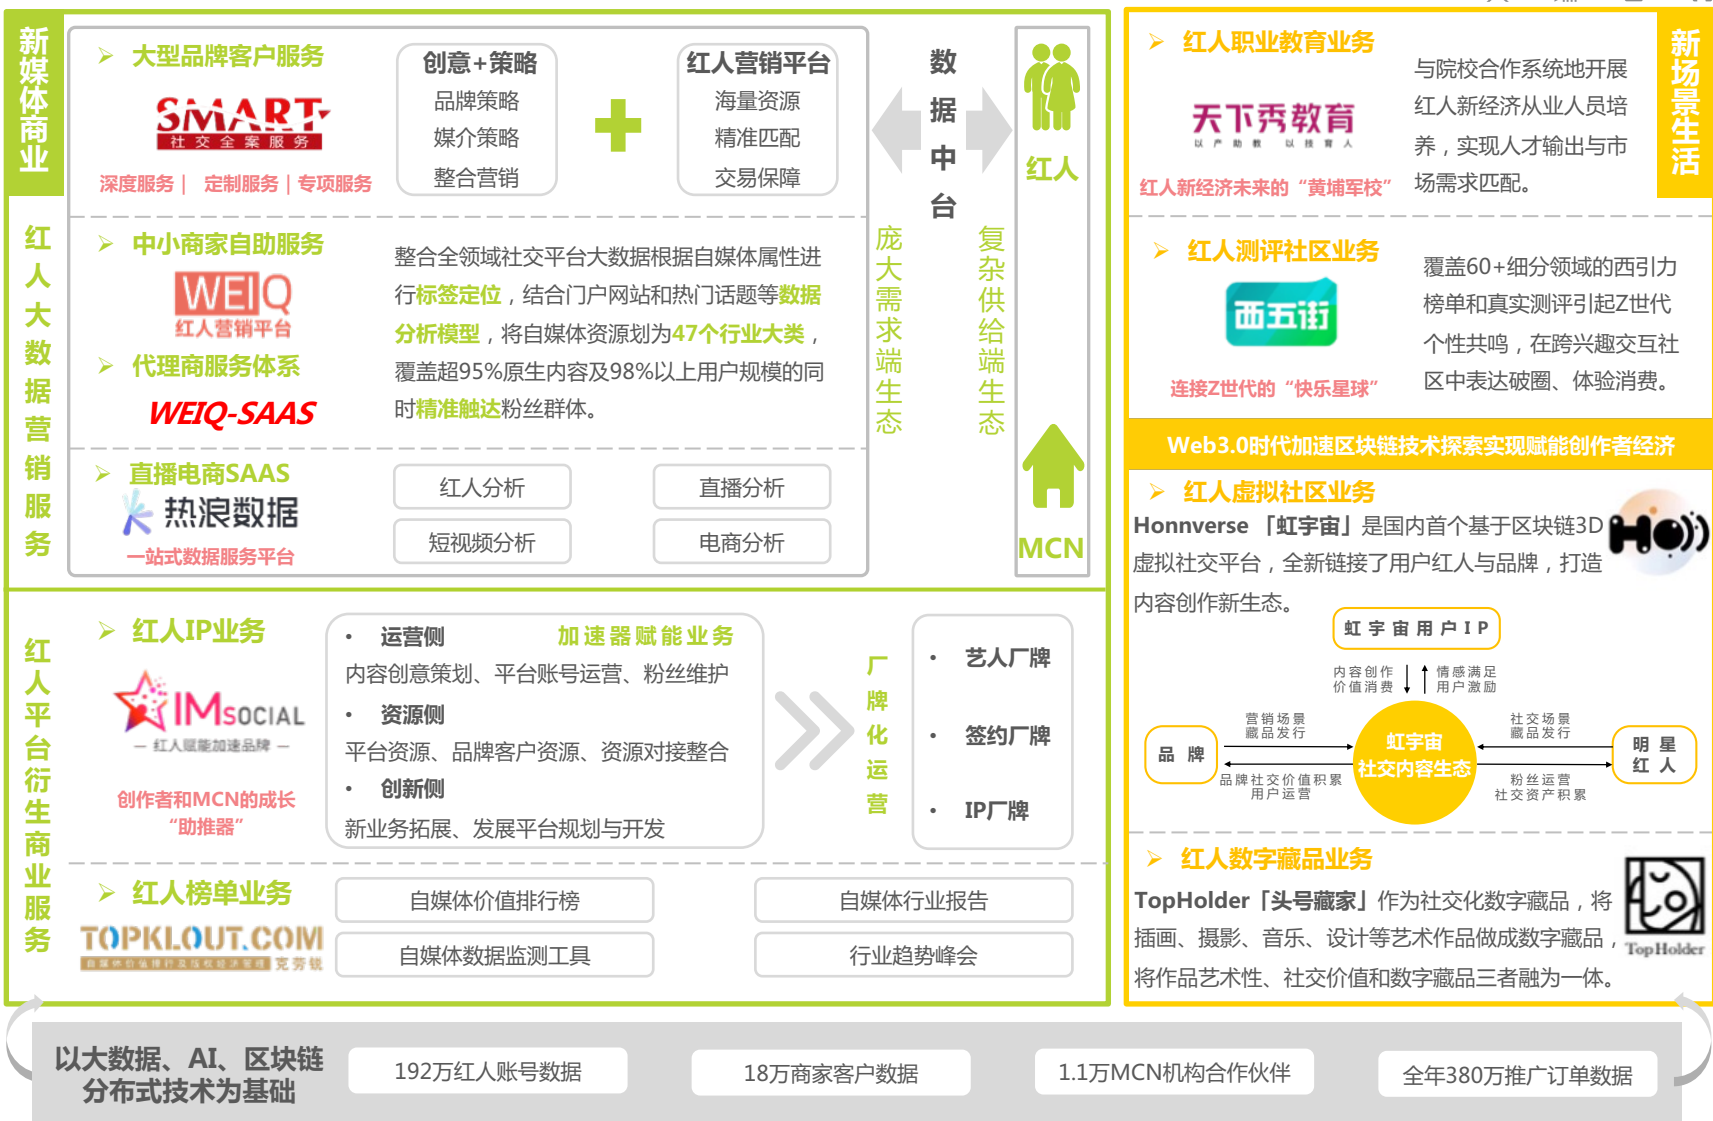 新媒体商业
红人大数据营销服务
大型品牌客户服务
SMART
社交全案服务
深度服务｜ 定制服务｜专项服务
创意+策略
品牌策略
媒介策略
整合营销
红人营销平台
海量资源
精准匹配
交易保障
中小商家自助服务
WEIQ
红人营销平台
代理商服务体系
WEIQ-SAAS
整合全领域社交平台大数据根据自媒体属性进
行标签定位，结合门户网站和热门话题等数据
分析模型，将自媒体资源划为47个行业大类，
覆盖超95%原生内容及98%以上用户规模的同
时精准触达粉丝群体。
直播电商SAAS
热浪数据
一站式数据服务平台
红人分析
直播分析
短视频分析
电商分析
数据中台
庞大需求端生态
复杂供给端生态
红人
MCN
红人平台衍生商业服务
红人IP业务
IMSOCIAL
— 红人赋能加速品牌 —
创作者和MCN的成长
“助推器”
• 运营侧 加速器赋能业务
内容创意策划、平台账号运营、粉丝维护
• 资源侧
平台资源、品牌客户资源、资源对接整合
• 创新侧
新业务拓展、发展平台规划与开发
厂牌化运营
• 艺人厂牌
• 签约厂牌
• IP厂牌
红人榜单业务
TOPKLOUT.COM
自媒体价值排行及版权经济管理 克劳锐
自媒体价值排行榜
自媒体行业报告
自媒体数据监测工具
行业趋势峰会
新场景生活
红人职业教育业务
天下秀教育
以产助教 以技育人
红人新经济未来的“黄埔军校”
与院校合作系统地开展
红人新经济从业人员培
养，实现人才输出与市
场需求匹配。
红人测评社区业务
西五街
连接Z世代的“快乐星球”
覆盖60+细分领域的西引力
榜单和真实测评引起Z世代
个性共鸣，在跨兴趣交互社
区中表达破圈、体验消费。
Web3.0时代加速区块链技术探索实现赋能创作者经济
红人虚拟社区业务
Honnverse 「虹宇宙」是国内首个基于区块链3D
虚拟社交平台，全新链接了用户红人与品牌，打造
内容创作新生态。
虹宇宙用户IP
内容创作
价值消费
情感满足
用户激励
品牌
营销场景
藏品发行
品牌社交价值积累
用户运营
虹宇宙
社交内容生态
社交场景
藏品发行
粉丝运营
社交资产积累
明星
红人
红人数字藏品业务
TopHolder「头号藏家」作为社交化数字藏品，将
插画、摄影、音乐、设计等艺术作品做成数字藏品，
将作品艺术性、社交价值和数字藏品三者融为一体。
TopHolder
以大数据、AI、区块链
分布式技术为基础
192万红人账号数据
18万商家客户数据
1.1万MCN机构合作伙伴
全年380万推广订单数据